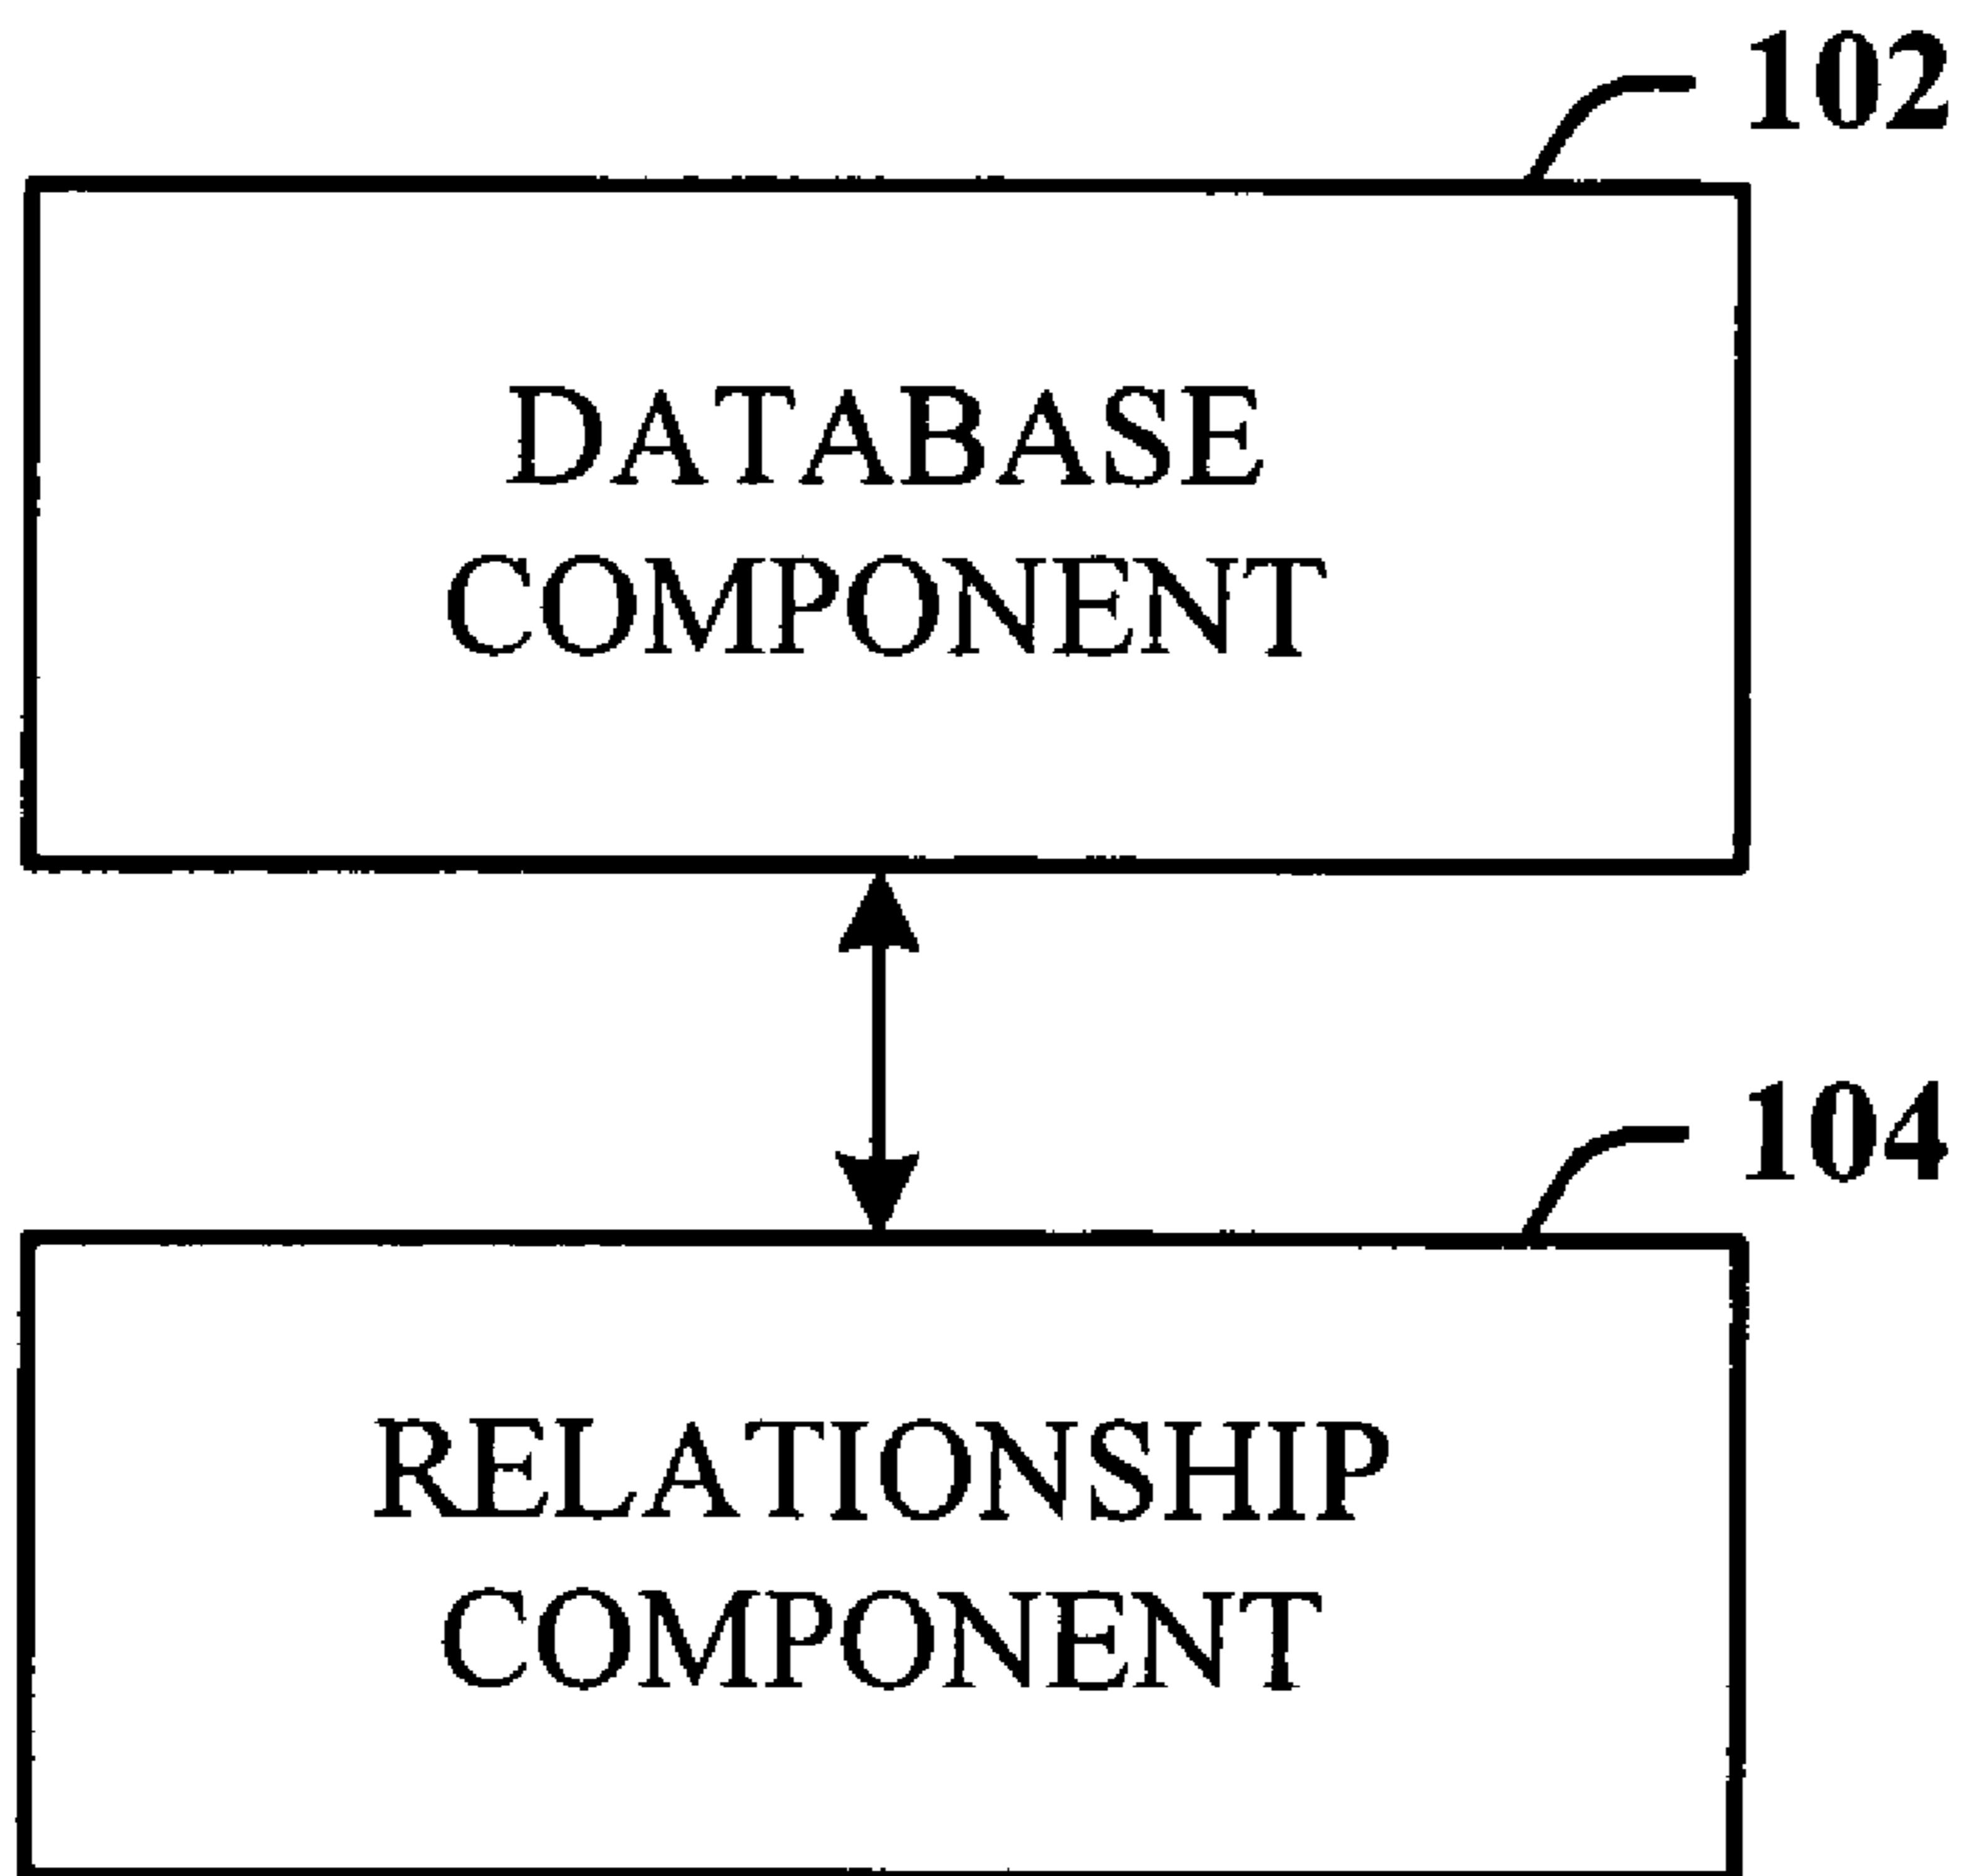 102
DATABASE
COMPONENT
104
RELATIONSHIP
COMPONENT